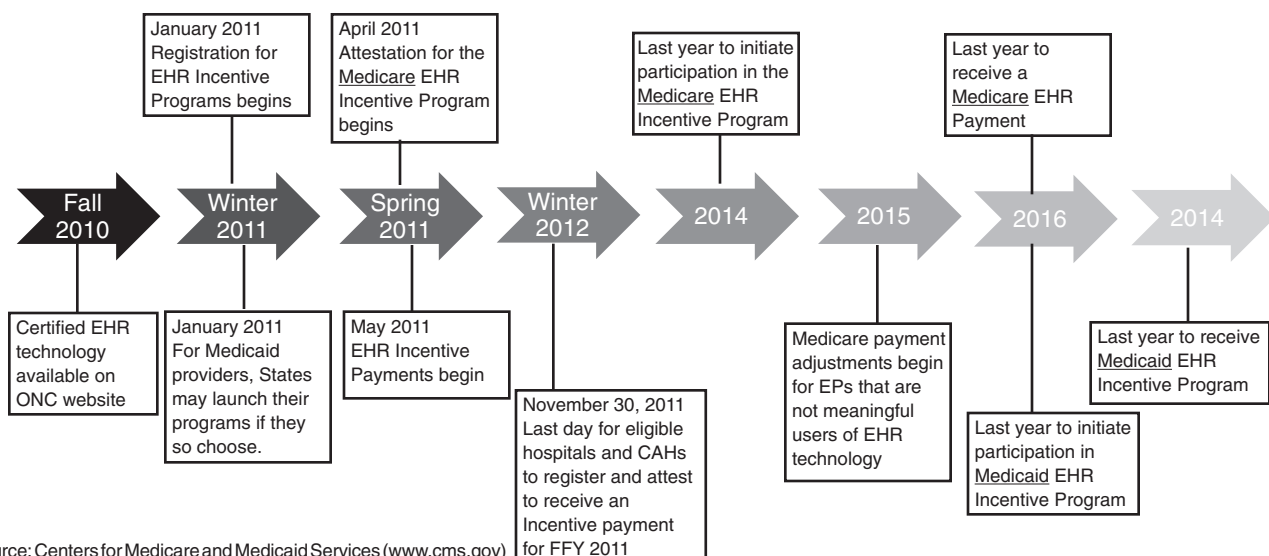 January 2011
Registration for
EHR Incentive
Programs begins
April 2011
Attestation for the
Medicare EHR
Incentive Program
begins
Last year to initiate
participation in the
Medicare EHR
Incentive Program
Last year to
receive a
Medicare EHR
Payment
Fall
2010
Winter
2011
Spring
2011
Winter
2012
2014
2015
2016
2014
Certified EHR
technology
available on
ONC website
January 2011
For Medicaid
providers, States
may launch their
programs if they
so choose.
May 2011
EHR Incentive
Payments begin
November 30, 2011
Last day for eligible
hospitals and CAHs
to register and attest
to receive an
Incentive payment
for FFY 2011
Medicare payment
adjustments begin
for EPs that are
not meaningful
users of EHR
technology
Last year to initiate
participation in
Medicaid EHR
Incentive Program
Last year to receive
Medicaid EHR
Incentive Program
urce: Centers for Medicare and Medicaid Services (www.cms.gov)